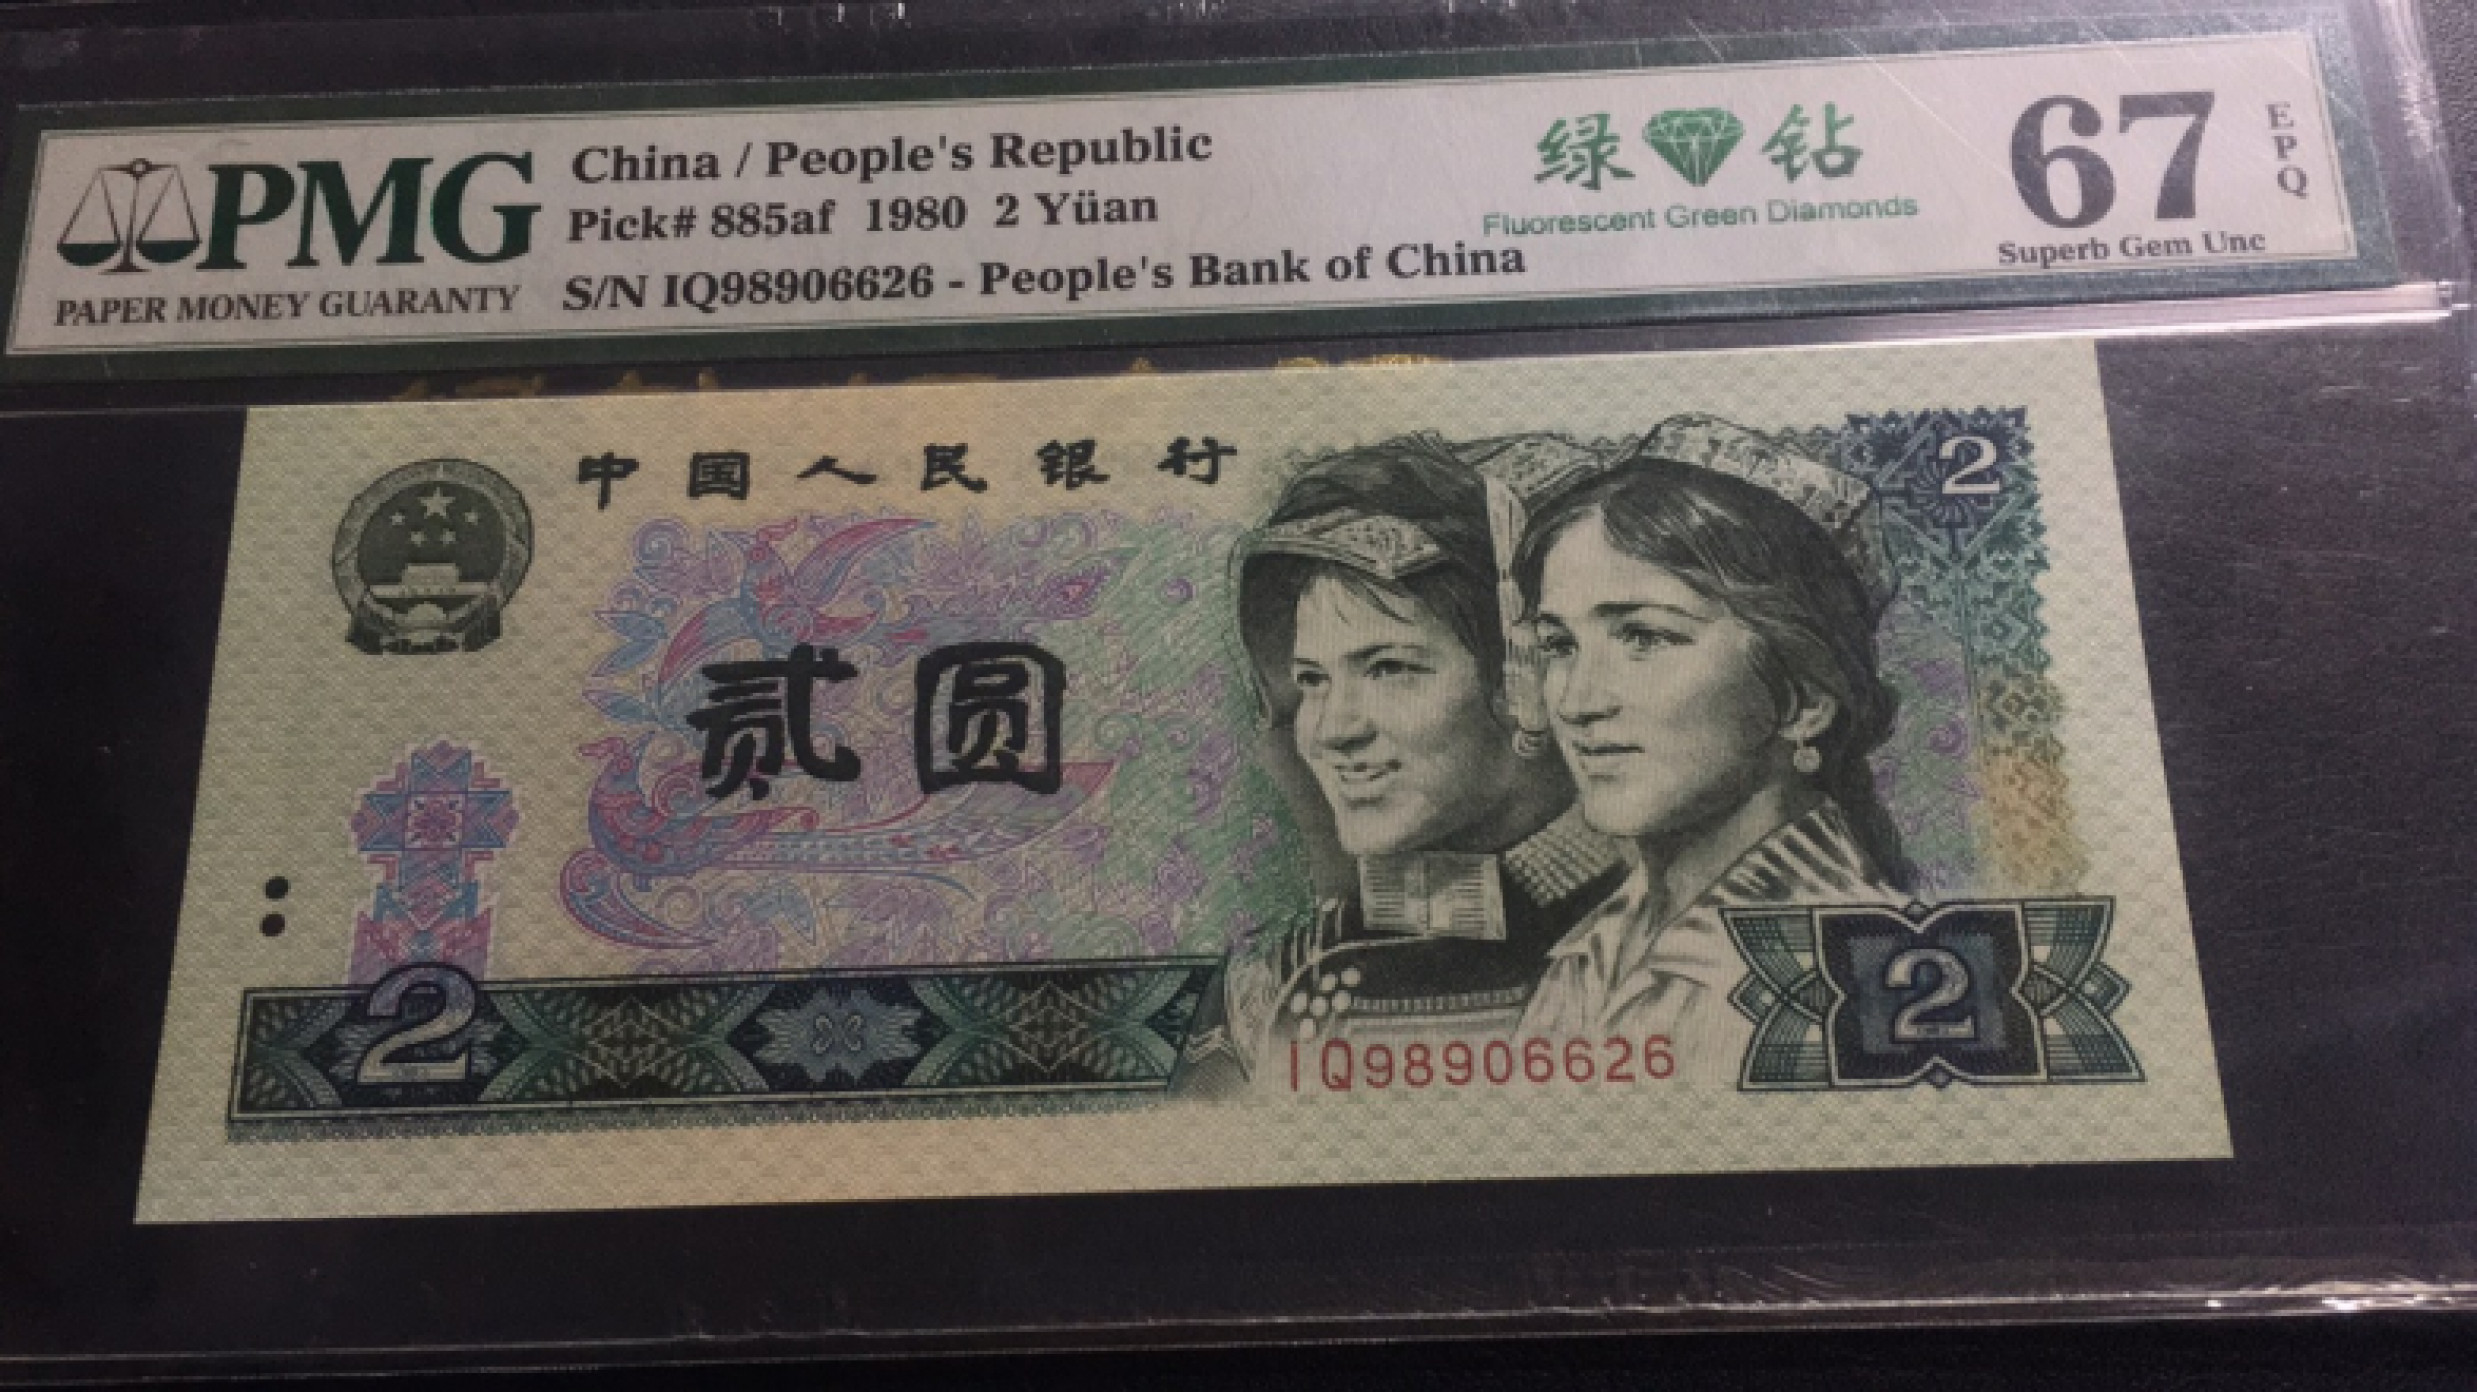 PMG
PAPER MONEY GUARANTY
China / People's Republic
Pick# 885af 1980 2 Yüan
S/N IQ98906626 - People's Bank of China
绿钻
Fluorescent Green Diamonds
67
EPQ
Superb Gem Unc
中国人民银行
2
贰圆
2
2
IQ98906626